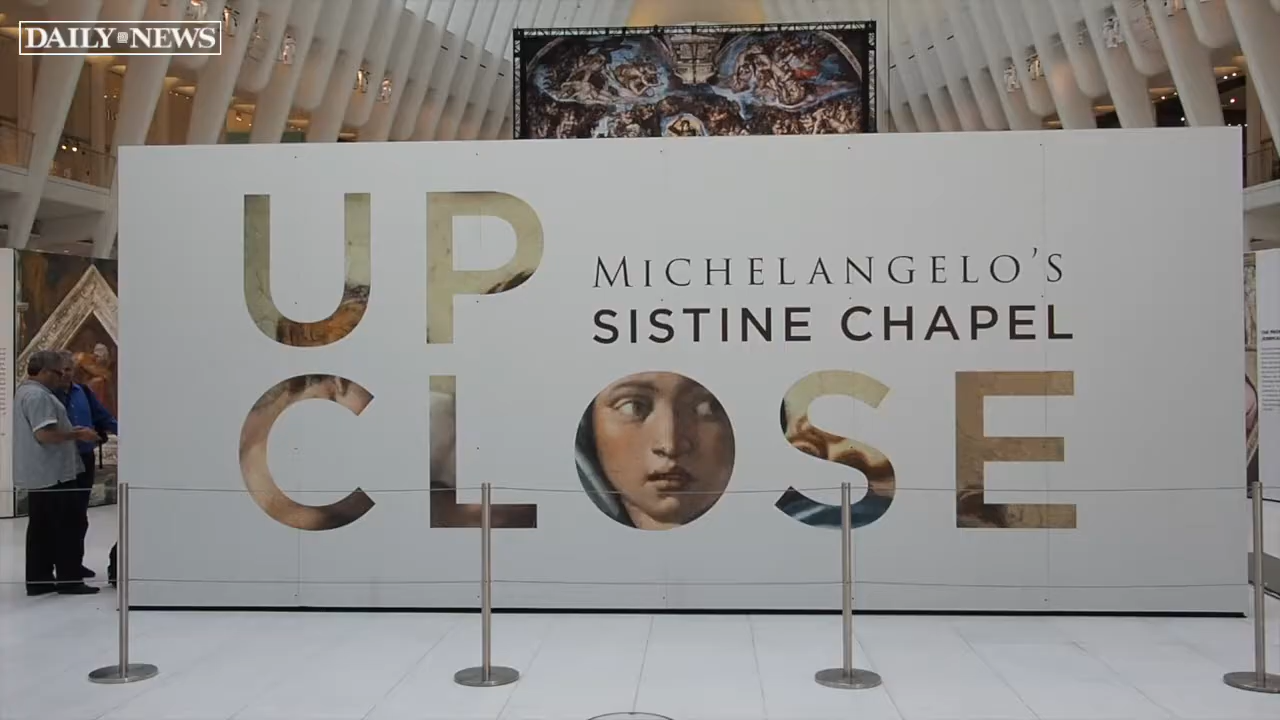 DAILY NEWS
UP
MICHELANGELO'S
SISTINE CHAPEL
CLOSE